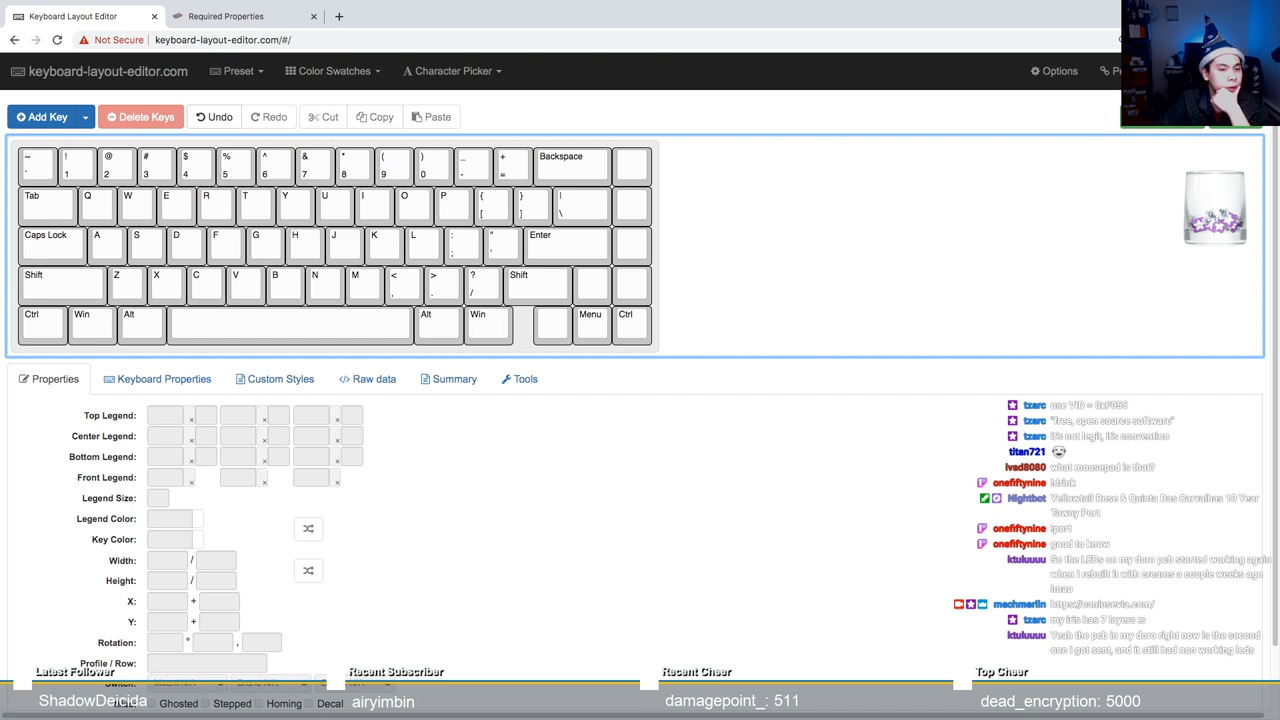 Keyboard Layout Editor
Required Properties
Not Secure
keyboard-layout-editor.com/#/
keyboard-layout-editor.com
Preset
Color Swatches
Character Picker
Options
Add Key
Delete Keys
Undo
Redo
Cut
Copy
Paste
~ ! @ # $ % ^ & * ( ) _ + Backspace
` 1 2 3 4 5 6 7 8 9 0 - =
Tab Q W E R T Y U I O P { } |
[ ] \
Caps Lock A S D F G H J K L : " Enter
; '
Shift Z X C V B N M < > ? Shift
, . /
Ctrl Win Alt Alt Win Menu Ctrl
Properties
Keyboard Properties
Custom Styles
Raw data
Summary
Tools
Top Legend:
Center Legend:
Bottom Legend:
Front Legend:
Legend Size:
Legend Color:
Key Color:
Width: /
Height: /
X: +
Y: +
Rotation: ° ,
Profile / Row:
Ghosted Stepped Homing Decal
tzarc use VID = 0xF055
tzarc "free, open source software"
tzarc it's not legit, it's convention
titan721
ivad8080 what mousepad is that?
onefiftynine !drink
Nightbot Yellowtail Rose & Quinta Das Carvalhas 10 Year
Tawny Port
onefiftynine !port
onefiftynine good to know
ktuluuuu So the LEDs on my doro pcb started working again
when I rebuilt it with creams a couple weeks ago
lmao
mechmerlin https://caniusevia.com/
tzarc my iris has 7 layers :s
ktuluuuu Yeah the pcb in my doro right now is the second
one I got sent, and it still had non working leds
Latest Follower
ShadowDeicida
Recent Subscriber
airyimbin
Recent Cheer
damagepoint_: 511
Top Cheer
dead_encryption: 5000